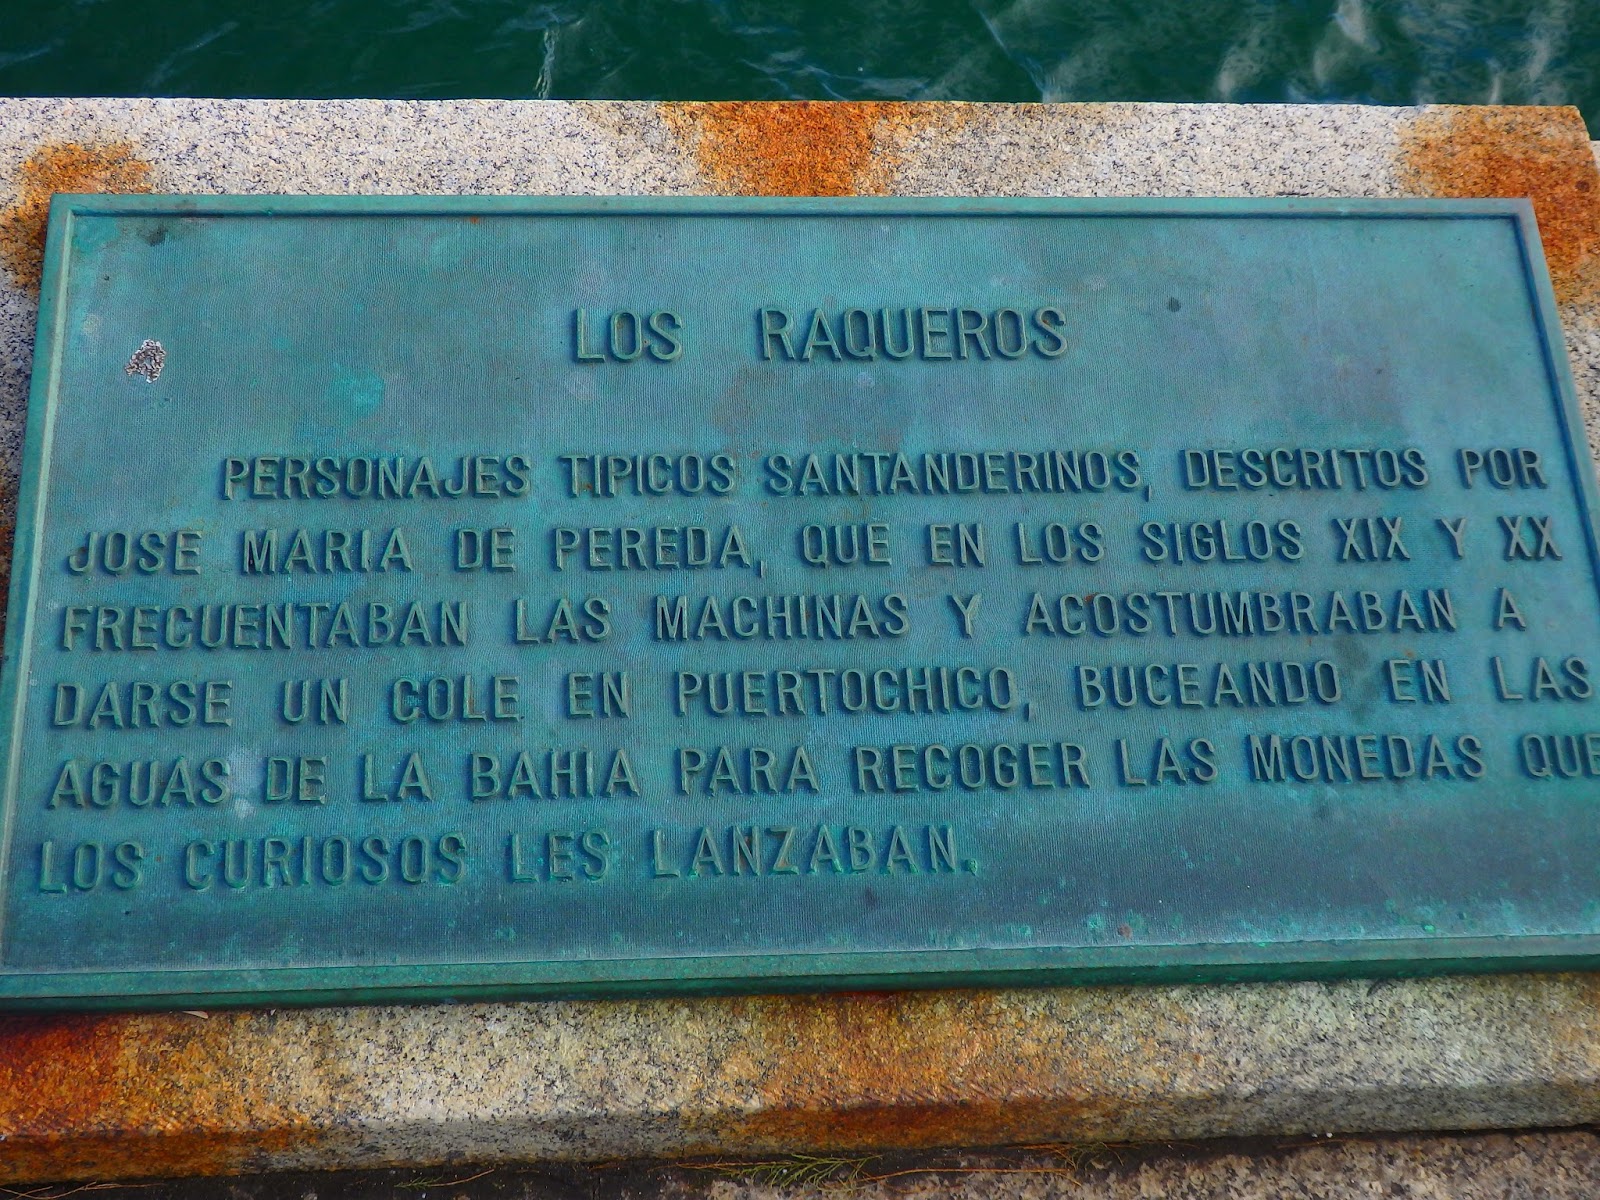 LOS RAQUEROS
PERSONAJES TIPICOS SANTANDERINOS, DESCRITOS POR
JOSE MARIA DE PEREDA, QUE EN LOS SIGLOS XIX Y XX
FRECUENTABAN LAS MACHINAS Y ACOSTUMBRABAN A
DARSE UN COLE EN PUERTOCHICO, BUCEANDO EN LAS
AGUAS DE LA BAHIA PARA RECOGER LAS MONEDAS QUE
LOS CURIOSOS LES LANZABAN.